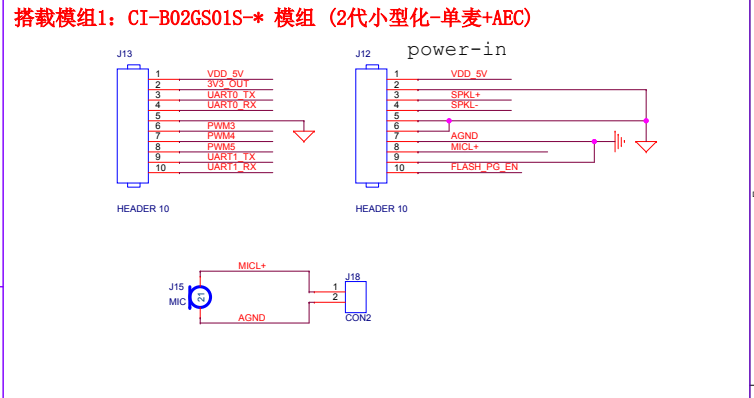 搭载模组1: CI-B02GS01S-* 模组 (2代小型化-单麦+AEC)
J13
1 VDD_5V
2 3V3_OUT
3 UART0_TX
4 UART0_RX
5
6 PWM3
7 PWM4
8 PWM5
9 UART1_TX
10 UART1_RX
HEADER 10
J12 power-in
1 VDD_5V
2
3 SPKL+
4 SPKL-
5
6
7 AGND
8 MICL+
9
10 FLASH_PG_EN
HEADER 10
MICL+
J15
MIC
21
AGND
J18
1
2
CON2